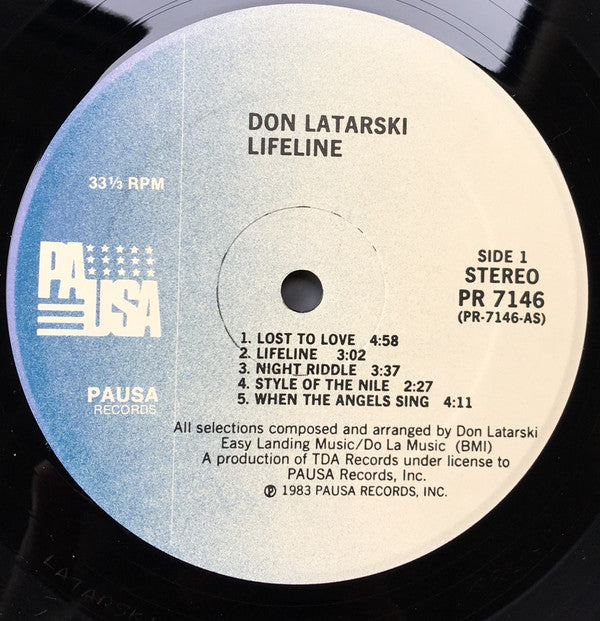 DON LATARSKI
LIFELINE
33⅓ RPM
PAUSA
SIDE 1
STEREO
PR 7146
(PR-7146-AS)
1. LOST TO LOVE 4:58
2. LIFELINE 3:02
3. NIGHT RIDDLE 3:37
4. STYLE OF THE NILE 2:27
5. WHEN THE ANGELS SING 4:11
PAUSA
RECORDS
All selections composed and arranged by Don Latarski
Easy Landing Music/Do La Music (BMI)
A production of TDA Records under license to
PAUSA Records, Inc.
℗ 1983 PAUSA RECORDS, INC.
LATARSKI